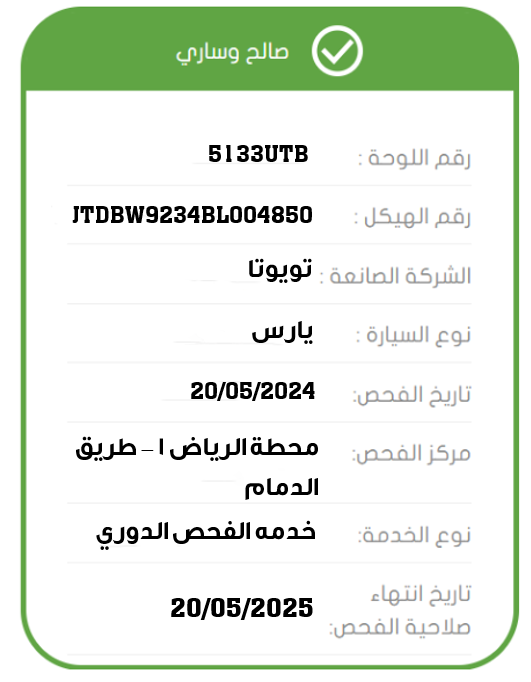 صالح وساري
رقم اللوحة : 5133UTB
رقم الهيكل : JTDBW9234BL004850
الشركة الصانعة : تويوتا
نوع السيارة : يارس
تاريخ الفحص: 20/05/2024
مركز الفحص: محطة الرياض ١ – طريق
الدمام
نوع الخدمة: خدمه الفحص الدوري
تاريخ انتهاء
صلاحية الفحص: 20/05/2025